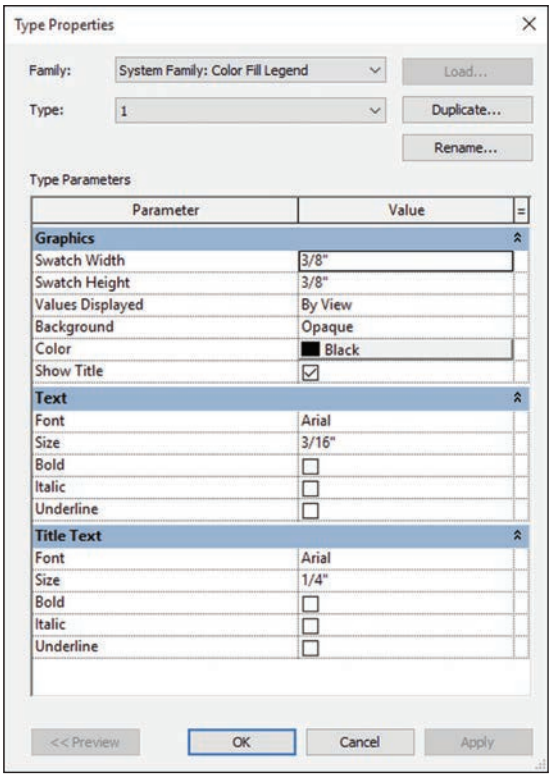 Type Properties
Family: System Family: Color Fill Legend Load...
Type: 1 Duplicate...
Rename...
Type Parameters
Parameter Value =
Graphics
Swatch Width 3/8"
Swatch Height 3/8"
Values Displayed By View
Background Opaque
Color Black
Show Title
Text
Font Arial
Size 3/16"
Bold
Italic
Underline
Title Text
Font Arial
Size 1/4"
Bold
Italic
Underline
<< Preview OK Cancel Apply